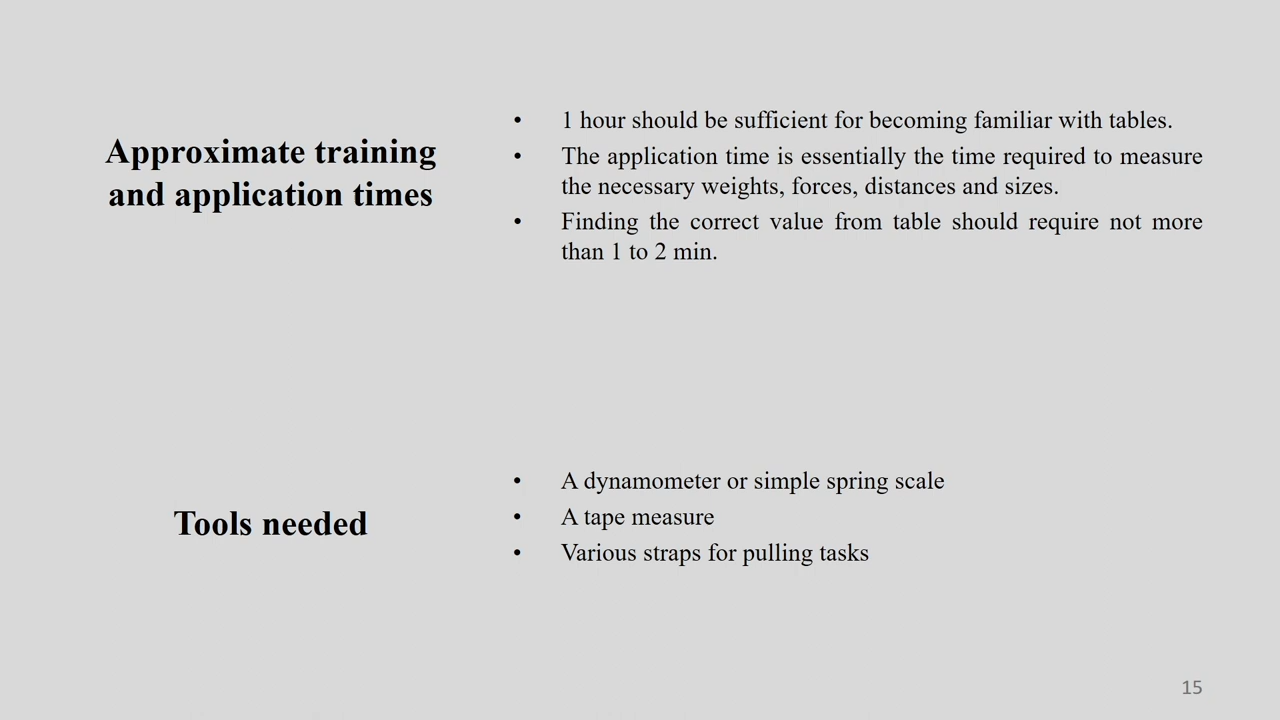 Approximate training
and application times
• 1 hour should be sufficient for becoming familiar with tables.
• The application time is essentially the time required to measure
the necessary weights, forces, distances and sizes.
• Finding the correct value from table should require not more
than 1 to 2 min.
Tools needed
• A dynamometer or simple spring scale
• A tape measure
• Various straps for pulling tasks
15